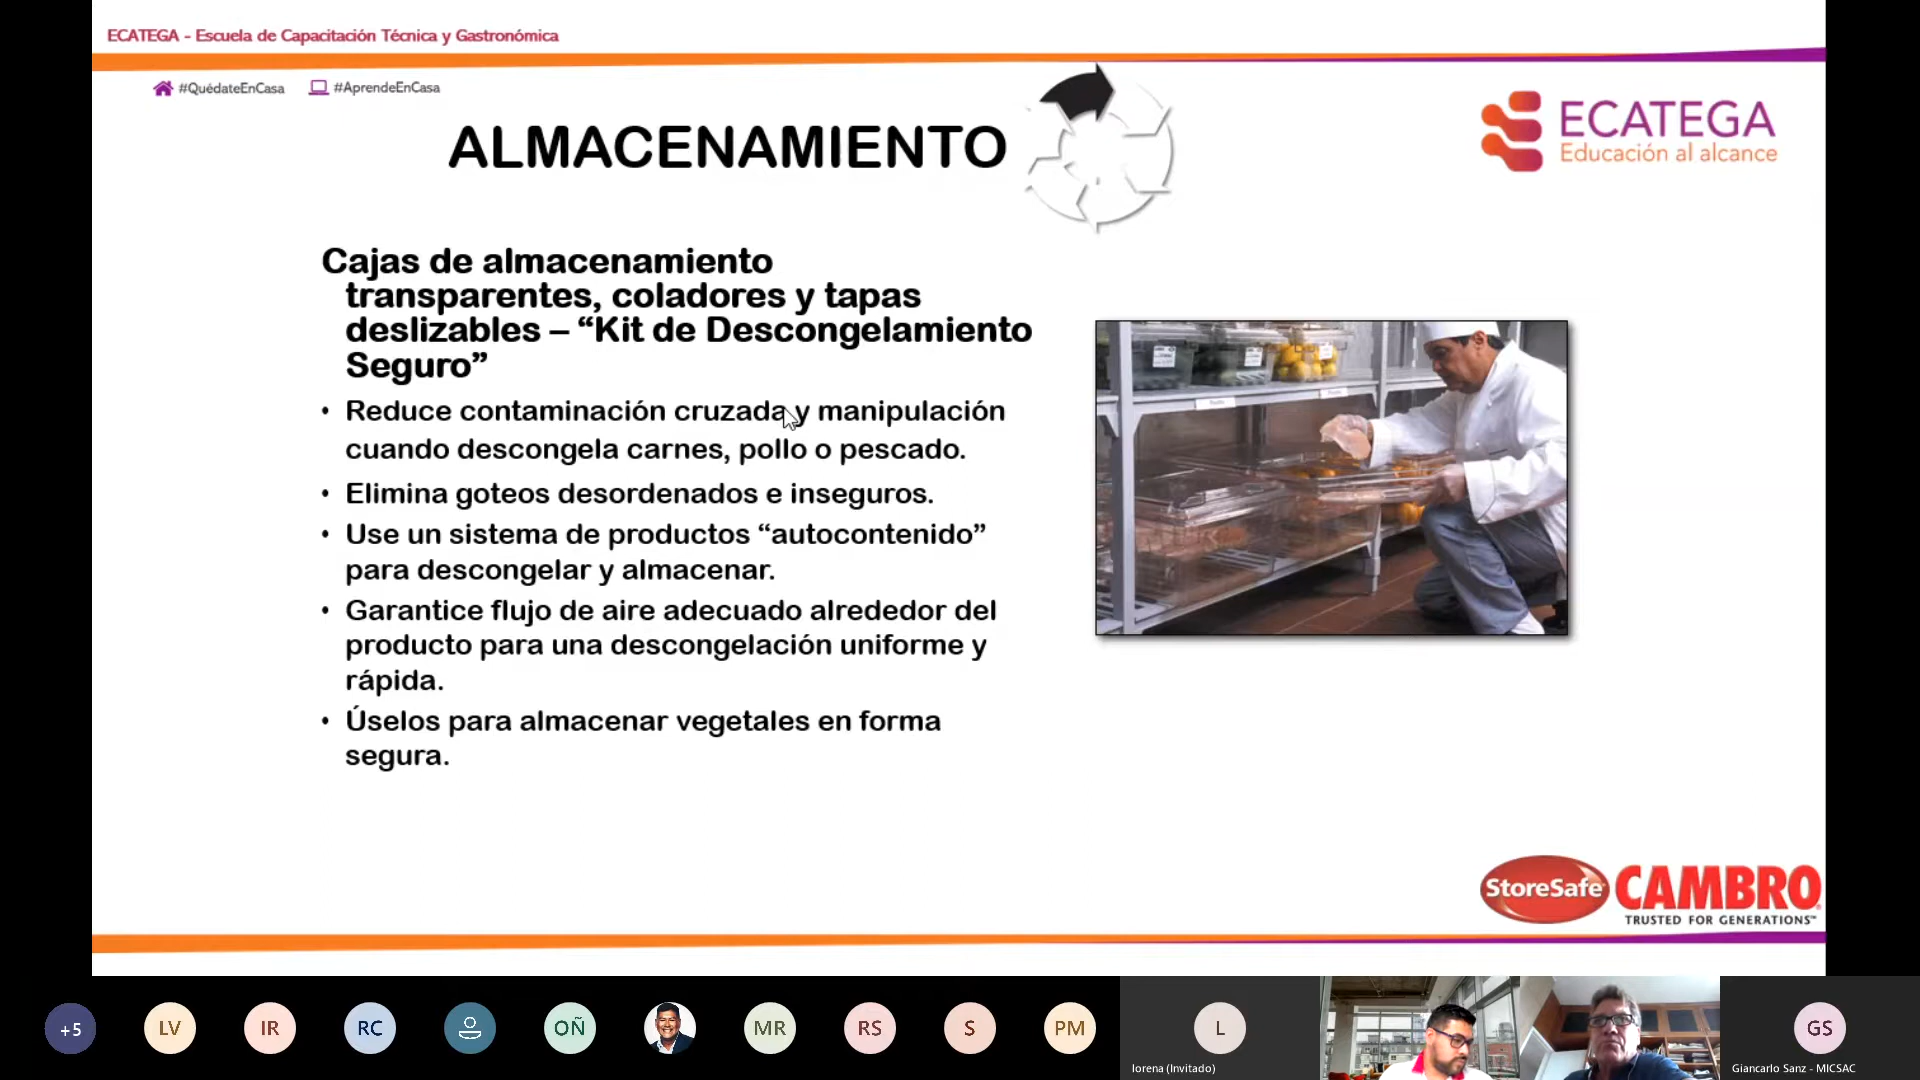 ECATEGA - Escuela de Capacitación Técnica y Gastronómica
#QuédateEnCasa #AprendeEnCasa
ALMACENAMIENTO
ECATEGA
Educación al alcance
Cajas de almacenamiento
transparentes, coladores y tapas
deslizables – “Kit de Descongelamiento
Seguro”
• Reduce contaminación cruzada y manipulación
cuando descongela carnes, pollo o pescado.
• Elimina goteos desordenados e inseguros.
• Use un sistema de productos “autocontenido”
para descongelar y almacenar.
• Garantice flujo de aire adecuado alrededor del
producto para una descongelación uniforme y
rápida.
• Úselos para almacenar vegetales en forma
segura.
StoreSafe CAMBRO®
TRUSTED FOR GENERATIONS™
+5 LV IR RC OÑ MR RS S PM L GS
lorena (Invitado) Giancarlo Sanz - MICSAC